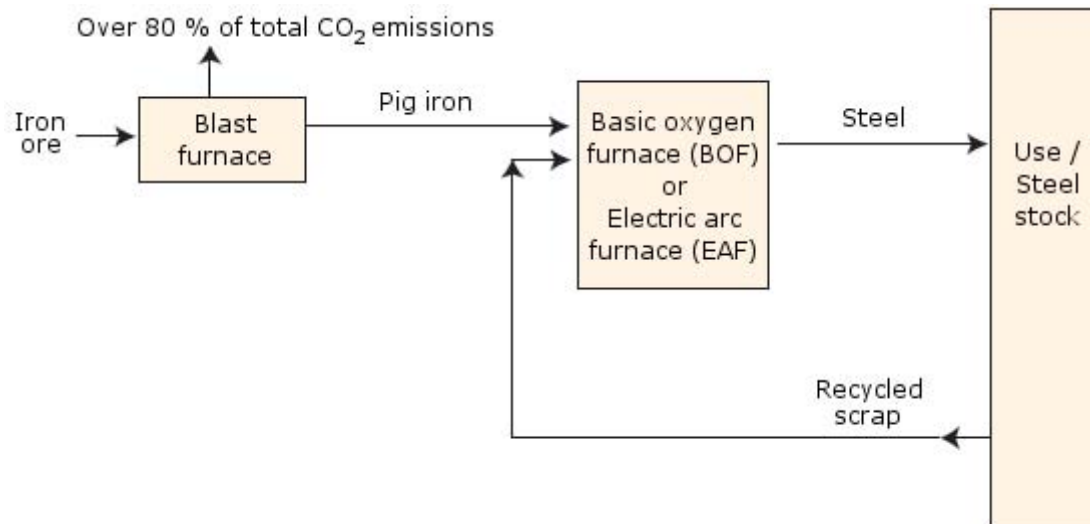 Over 80 % of total CO2 emissions
Iron
ore
Blast
furnace
Pig iron
Basic oxygen
furnace (BOF)
or
Electric arc
furnace (EAF)
Steel
Use /
Steel
stock
Recycled
scrap